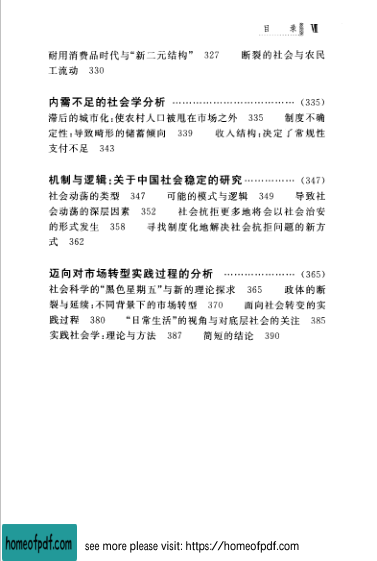 目 录 Ⅶ
耐用消费品时代与“新二元结构” 327 断裂的社会与农民
工流动 330
内需不足的社会学分析 ………………………………（335）
滞后的城市化：使农村人口被甩在市场之外 335 制度不确
定性：导致畸形的储蓄倾向 339 收入结构：决定了常规性
支付不足 343
机制与逻辑：关于中国社会稳定的研究……………（347）
社会动荡的类型 347 可能的模式与逻辑 349 导致社
会动荡的深层因素 352 社会抗拒更多地将会以社会治安
的形式发生 358 寻找制度化地解决社会抗拒问题的新方
式 362
迈向对市场转型实践过程的分析 …………………（365）
社会科学的“黑色星期五”与新的理论探求 365 政体的断
裂与延续：不同背景下的市场转型 370 面向社会转变的实
践过程 380 “日常生活”的视角与对底层社会的关注 385
实践社会学：理论与方法 387 简短的结论 390
homeofpdf.com
see more please visit: https://homeofpdf.com